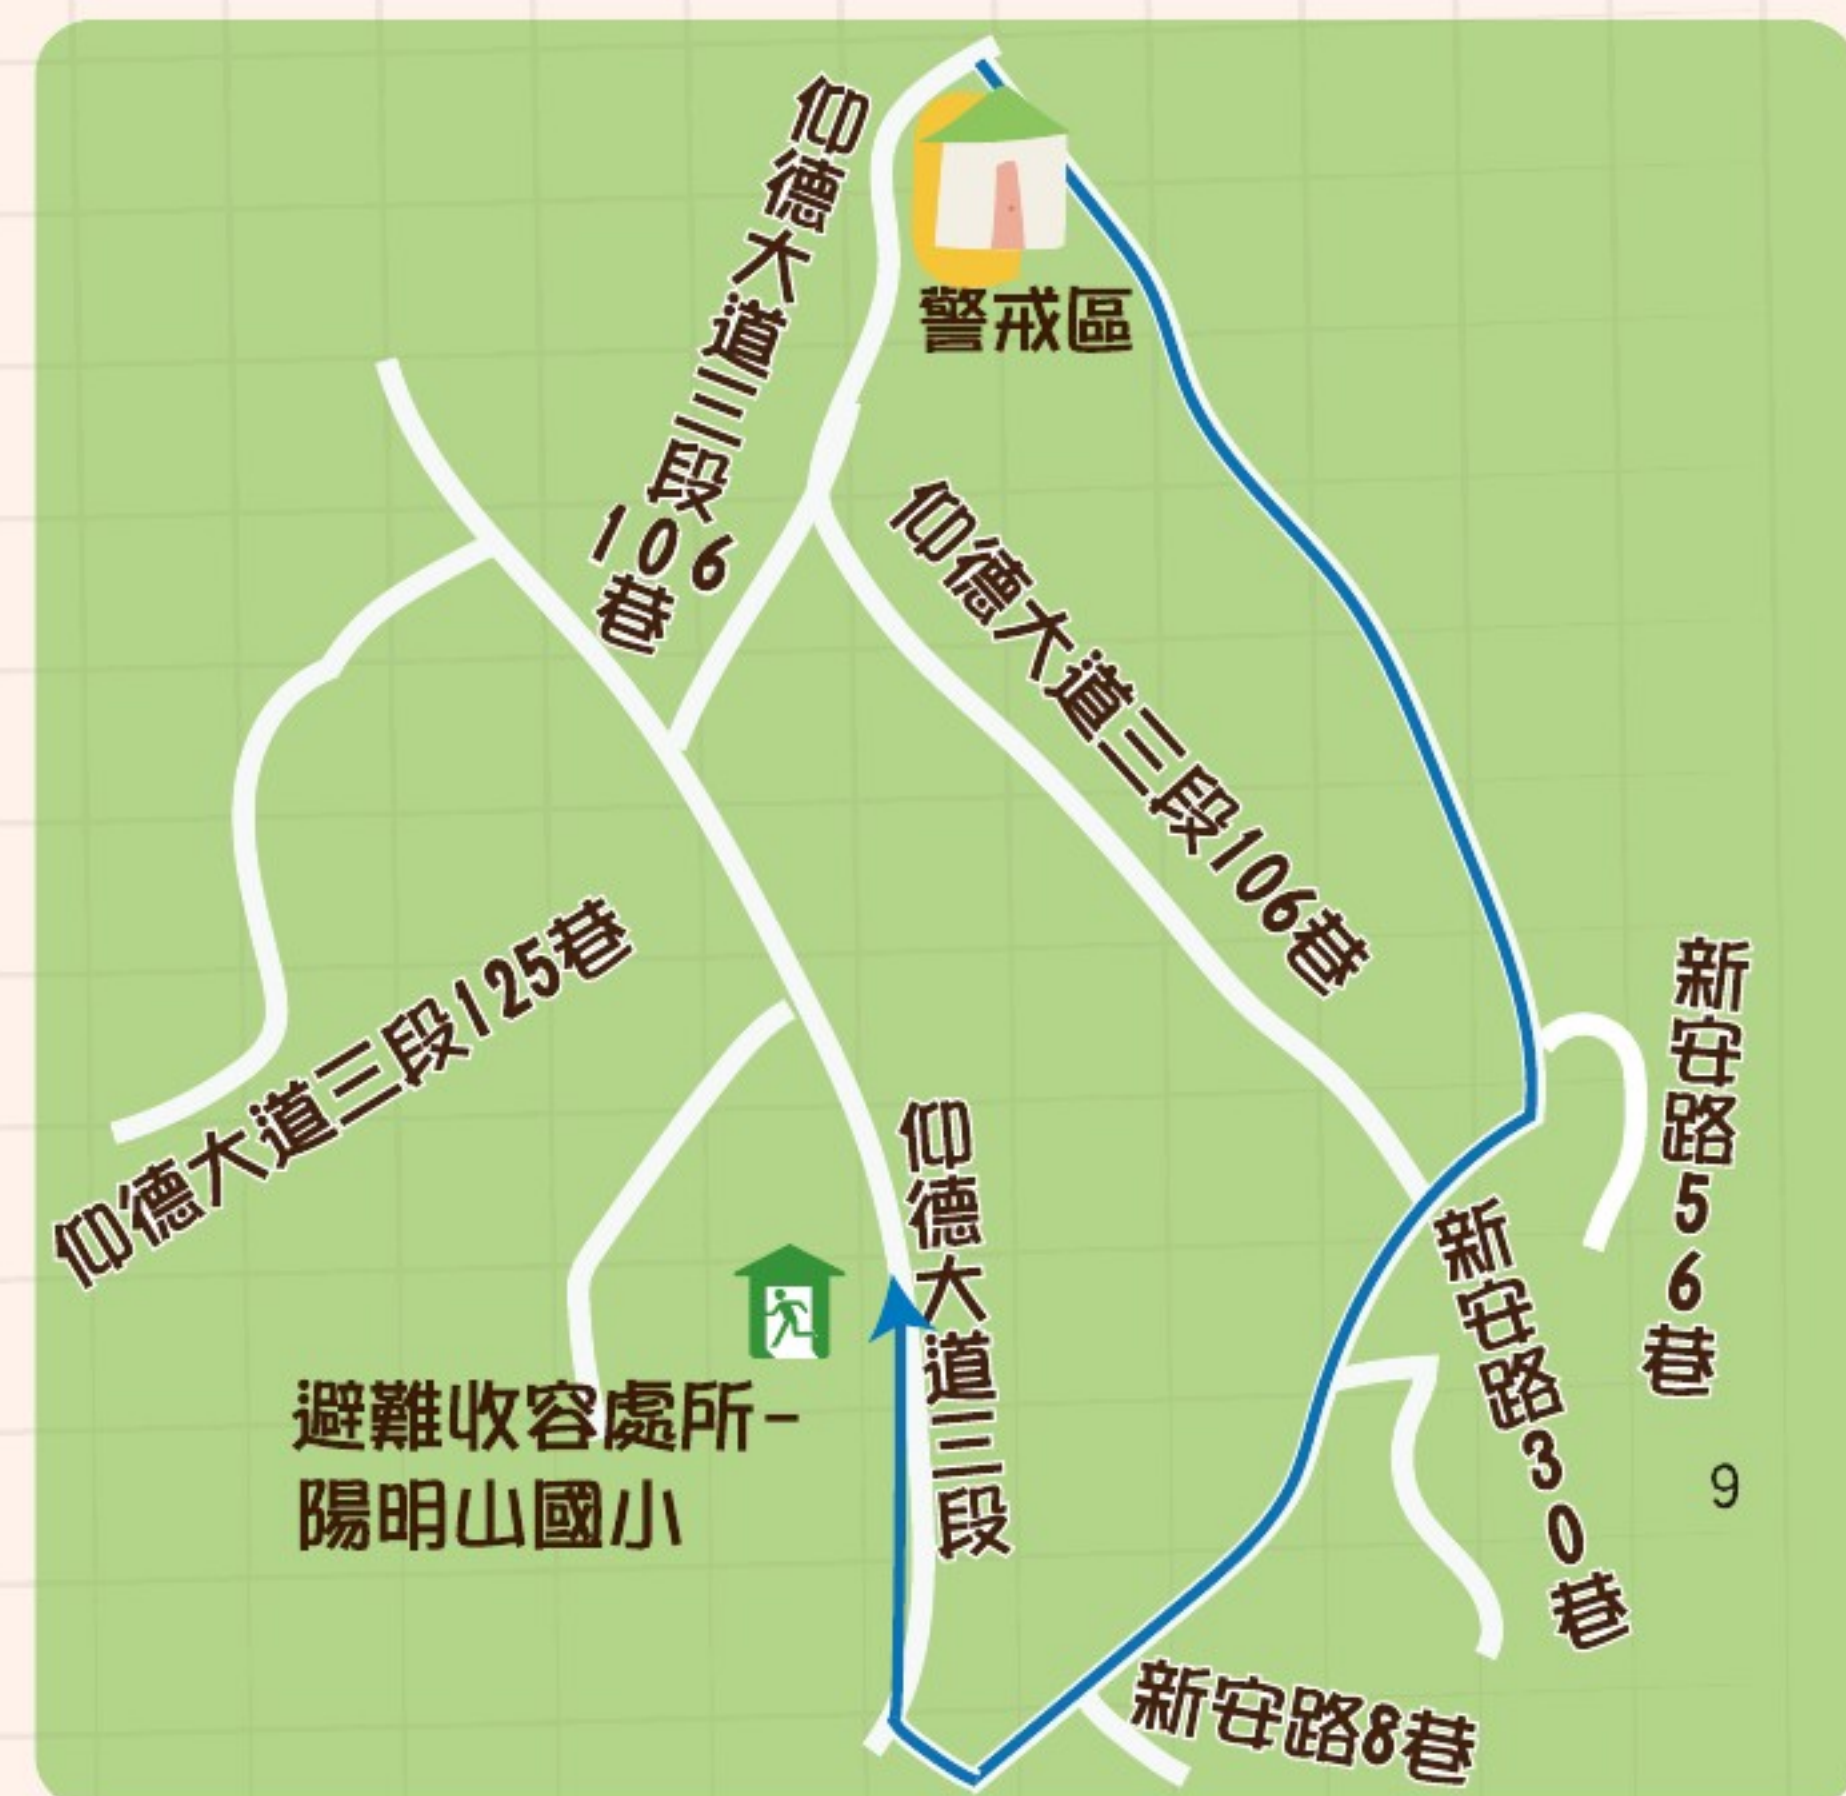 仰德大道三段
106
巷
警戒區
仰德大道三段106巷
仰德大道三段125巷
新安路56巷
仰德大道三段
新安路30巷
避難收容處所-
陽明山國小
9
新安路8巷